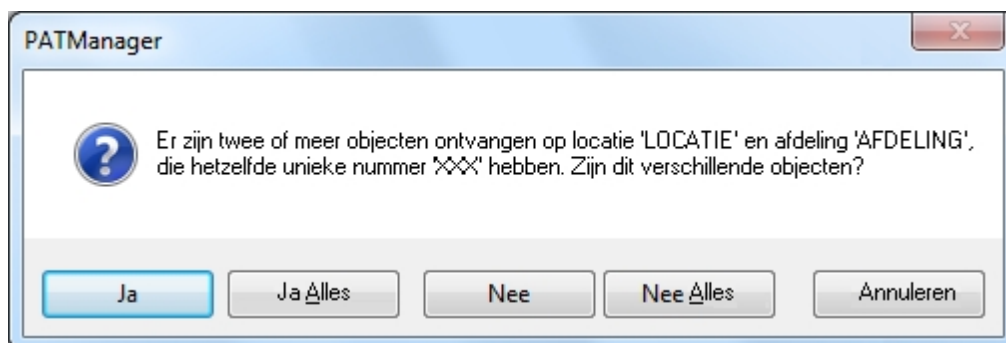 PATManager
Er zijn twee of meer objecten ontvangen op locatie 'LOCATIE' en afdeling 'AFDELING',
die hetzelfde unieke nummer 'XXX' hebben. Zijn dit verschillende objecten?
Ja
Ja Alles
Nee
Nee Alles
Annuleren